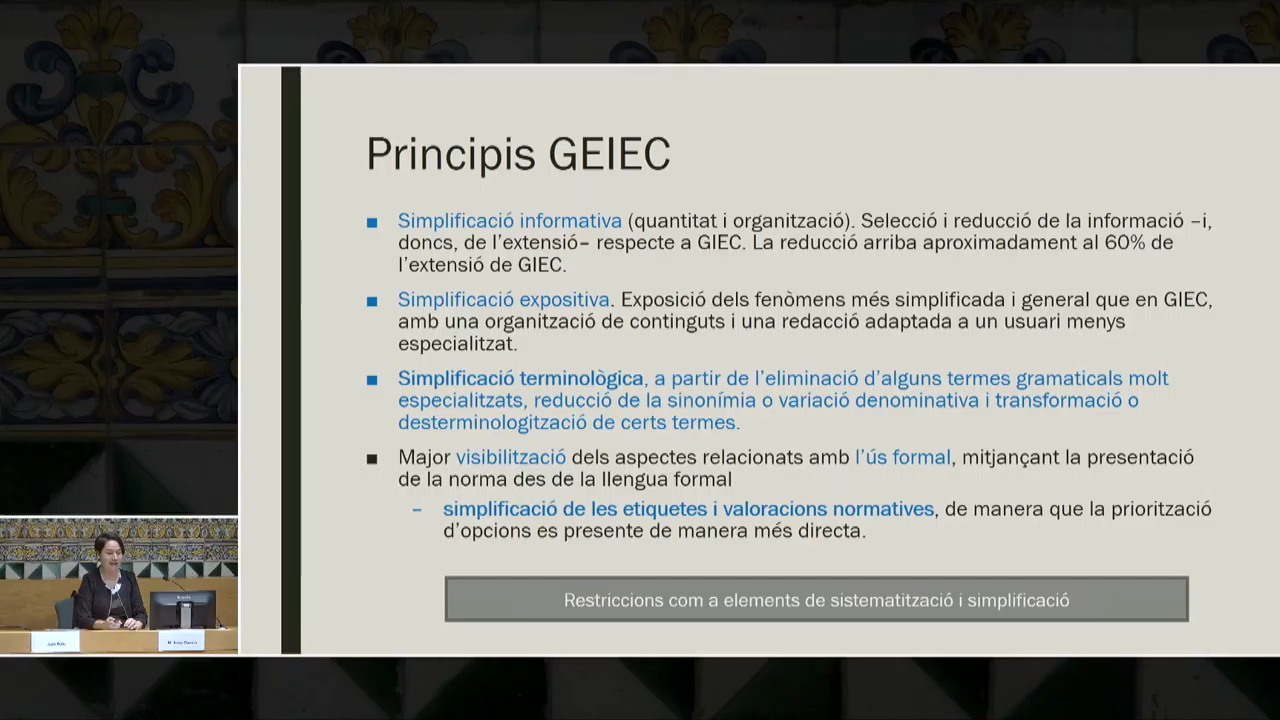 Principis GEIEC
Simplificació informativa (quantitat i organització). Selecció i reducció de la informació –i,
doncs, de l’extensió– respecte a GIEC. La reducció arriba aproximadament al 60% de
l’extensió de GIEC.
Simplificació expositiva. Exposició dels fenòmens més simplificada i general que en GIEC,
amb una organització de continguts i una redacció adaptada a un usuari menys
especialitzat.
Simplificació terminològica, a partir de l’eliminació d’alguns termes gramaticals molt
especialitzats, reducció de la sinonímia o variació denominativa i transformació o
desterminologització de certs termes.
Major visibilització dels aspectes relacionats amb l’ús formal, mitjançant la presentació
de la norma des de la llengua formal
– simplificació de les etiquetes i valoracions normatives, de manera que la priorització
d’opcions es presente de manera més directa.
Restriccions com a elements de sistematització i simplificació